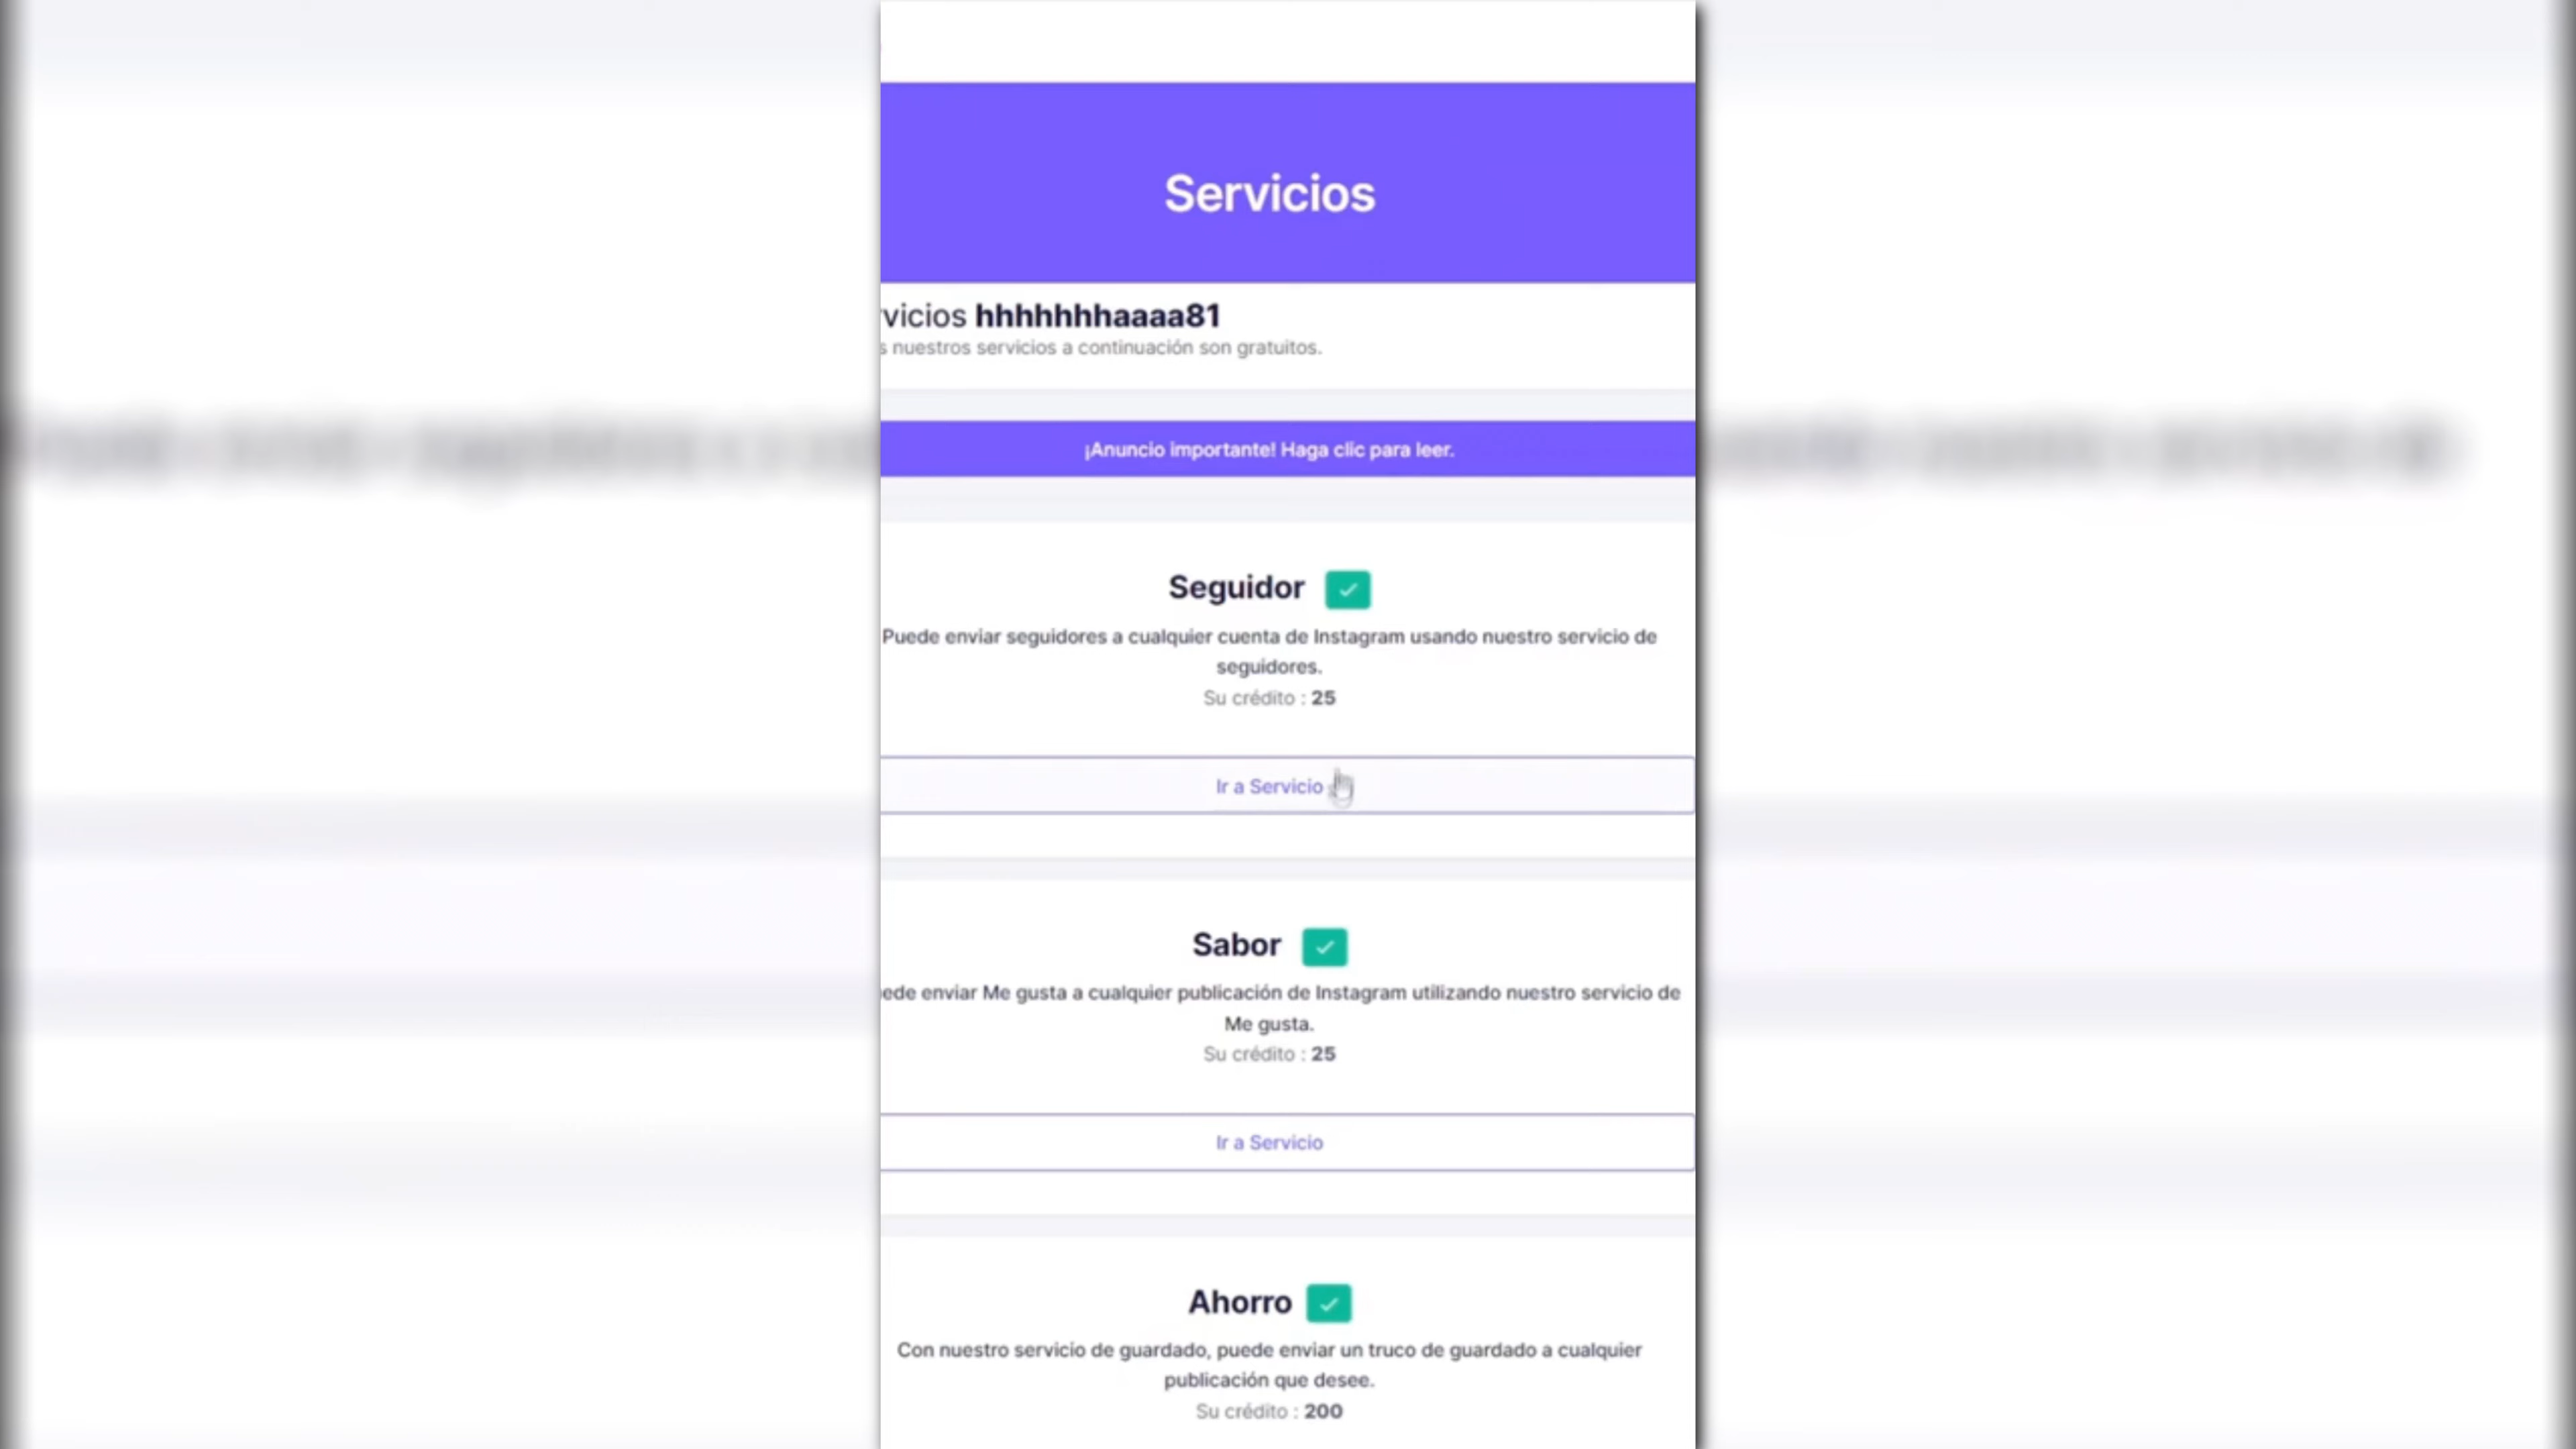 Servicios
vicios hhhhhhhaaaa81
s nuestros servicios a continuación son gratuitos.
¡Anuncio importante! Haga clic para leer.
Seguidor
Puede enviar seguidores a cualquier cuenta de Instagram usando nuestro servicio de
seguidores.
Su crédito : 25
Ir a Servicio
Sabor
ede enviar Me gusta a cualquier publicación de Instagram utilizando nuestro servicio de
Me gusta.
Su crédito : 25
Ir a Servicio
Ahorro
Con nuestro servicio de guardado, puede enviar un truco de guardado a cualquier
publicación que desee.
Su crédito : 200